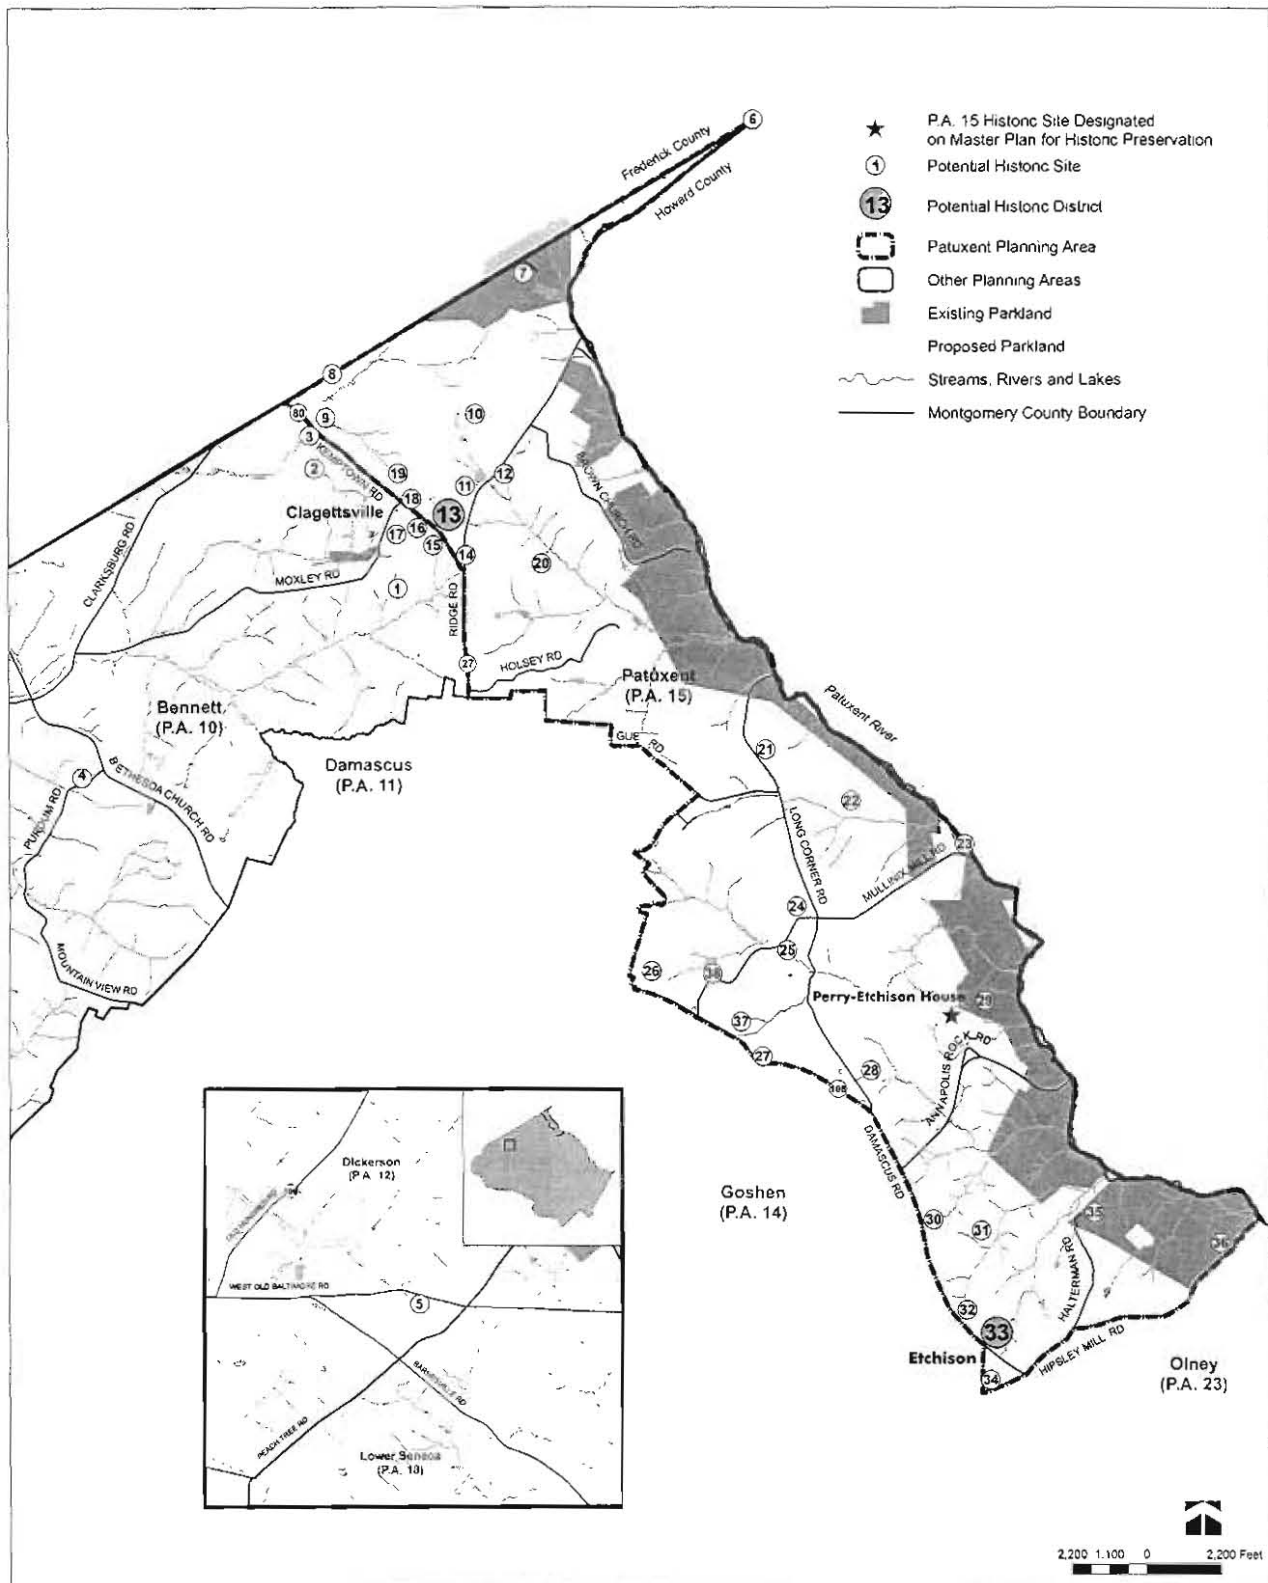 6
Frederick County
Howard County
P.A. 15 Historic Site Designated
on Master Plan for Historic Preservation
1
Potential Historic Site
13
Potential Historic District
Patuxent Planning Area
Other Planning Areas
Existing Parkland
Proposed Parkland
Streams, Rivers and Lakes
Montgomery County Boundary
7
8
80
9
10
3
KEMPTOWN RD
2
19
18
11
12
BROWN CHURCH RD
Clagettsville
13
17
16
15
14
20
CLARKSBURG RD
MOXLEY RD
1
RIDGE RD
27
HOLSEY RD
Patuxent
(P.A. 15)
Bennett
(P.A. 10)
Patuxent River
GUE RD
21
Damascus
(P.A. 11)
4
PURDUM RD
BETHESDA CHURCH RD
22
LONG CORNER RD
MULLINIX MILL RD
23
24
25
26
38
MOUNTAIN VIEW RD
Perry-Etchison House
29
37
27
28
108
ANNAPOLIS ROCK RD
DAMASCUS RD
Goshen
(P.A. 14)
30
31
35
36
HALTERMAN RD
32
33
Etchison
34
HIPSLEY MILL RD
Olney
(P.A. 23)
Dickerson
(P.A. 12)
WEST OLD BALTIMORE RD
5
BARNESVILLE RD
PEACH TREE RD
Lower Seneca
(P.A. 18)
2,200 1,100 0 2,200 Feet